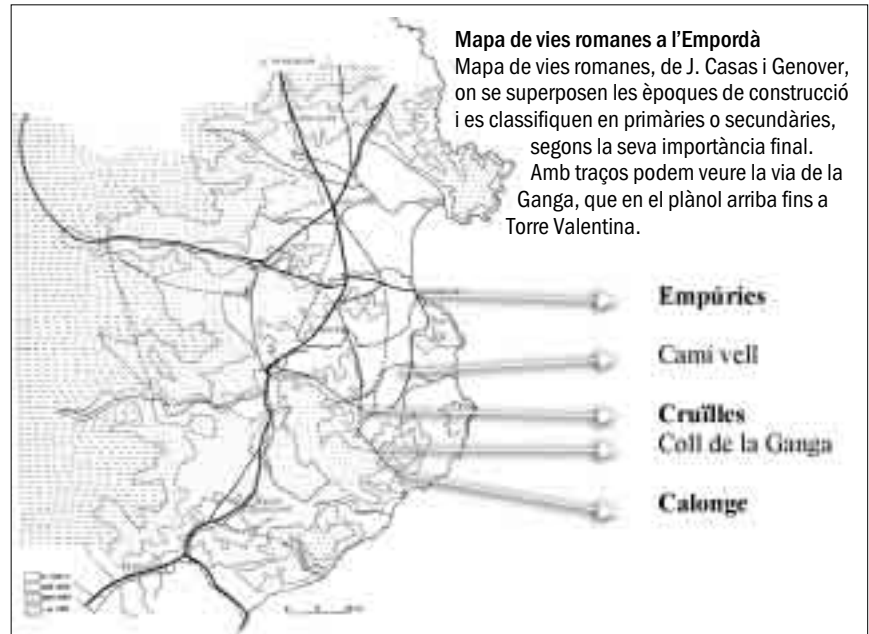 Mapa de vies romanes a l'Empordà
Mapa de vies romanes, de J. Casas i Genover,
on se superposen les èpoques de construcció
i es classifiquen en primàries o secundàries,
segons la seva importància final.
Amb traços podem veure la via de la
Ganga, que en el plànol arriba fins a
Torre Valentina.
Empúries
Camí vell
Cruïlles
Coll de la Ganga
Calonge